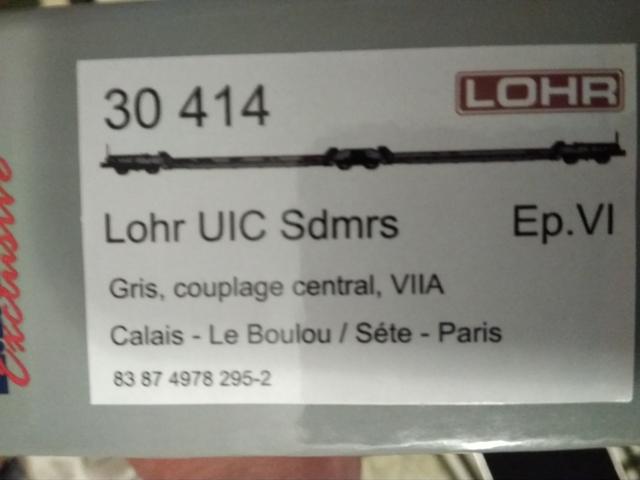 30 414
LOHR
Lohr UIC Sdmrs
Ep.VI
Gris, couplage central, VIIA
Calais - Le Boulou / Séte - Paris
83 87 4978 295-2
exclusive